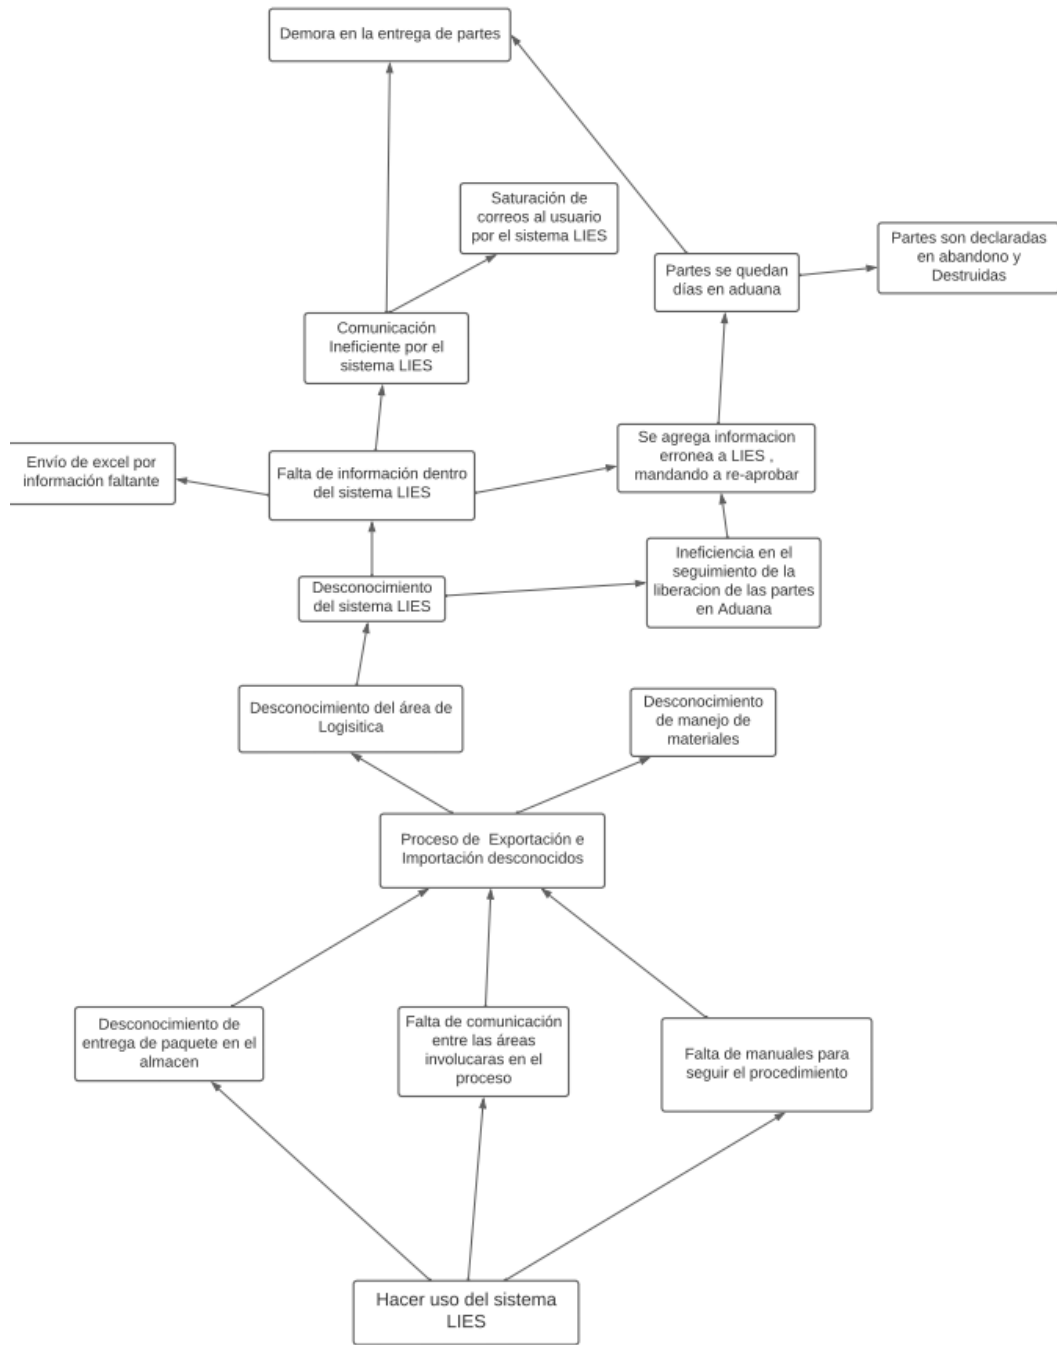 Demora en la entrega de partes
Saturación de
correos al usuario
por el sistema LIES
Partes son declaradas
en abandono y
Destruidas
Partes se quedan
días en aduana
Comunicación
Ineficiente por el
sistema LIES
Se agrega informacion
erronea a LIES ,
mandando a re-aprobar
Envío de excel por
información faltante
Falta de información dentro
del sistema LIES
Ineficiencia en el
seguimiento de la
liberacion de las partes
en Aduana
Desconocimiento
del sistema LIES
Desconocimiento del área de
Logisitica
Desconocimiento
de manejo de
materiales
Proceso de  Exportación e
Importación desconocidos
Desconocimiento de
entrega de paquete en el
almacen
Falta de comunicación
entre las áreas
involucaras en el
proceso
Falta de manuales para
seguir el procedimiento
Hacer uso del sistema
LIES